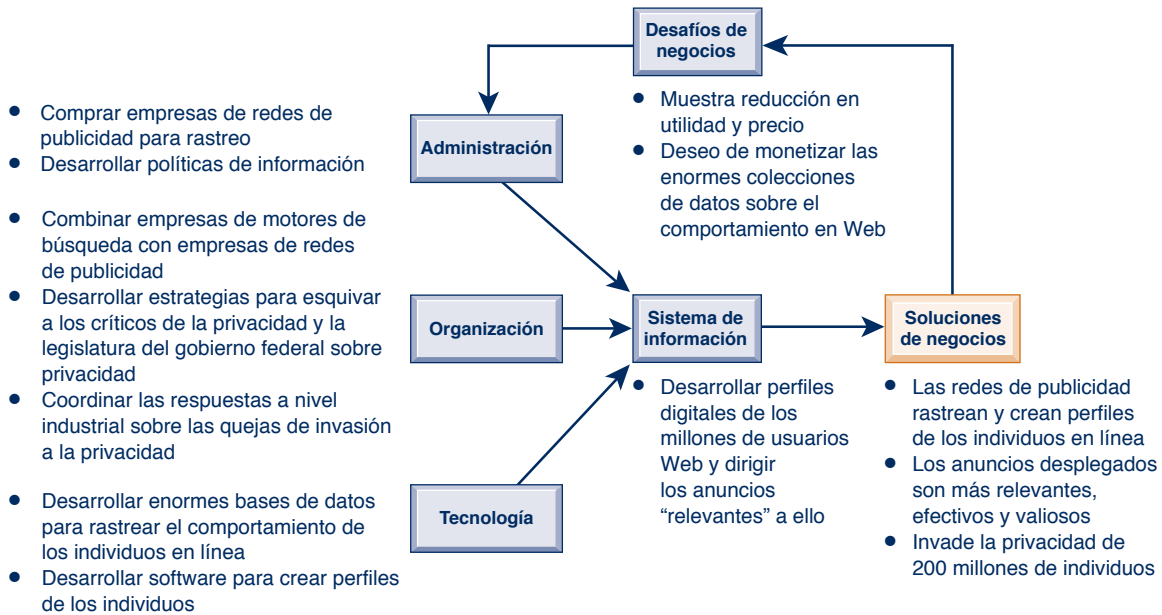 Desafíos de
negocios
● Muestra reducción en
utilidad y precio
● Deseo de monetizar las
enormes colecciones
de datos sobre el
comportamiento en Web
● Comprar empresas de redes de
publicidad para rastreo
● Desarrollar políticas de información
Administración
● Combinar empresas de motores de
búsqueda con empresas de redes
de publicidad
● Desarrollar estrategias para esquivar
a los críticos de la privacidad y la
legislatura del gobierno federal sobre
privacidad
● Coordinar las respuestas a nivel
industrial sobre las quejas de invasión
a la privacidad
Organización
Sistema de
información
● Desarrollar perfiles
digitales de los
millones de usuarios
Web y dirigir
los anuncios
“relevantes” a ello
Soluciones
de negocios
● Las redes de publicidad
rastrean y crean perfiles
de los individuos en línea
● Los anuncios desplegados
son más relevantes,
efectivos y valiosos
● Invade la privacidad de
200 millones de individuos
● Desarrollar enormes bases de datos
para rastrear el comportamiento de
los individuos en línea
● Desarrollar software para crear perfiles
de los individuos
Tecnología